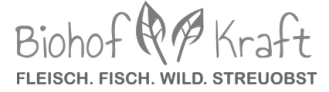 Biohof Kraft
FLEISCH. FISCH. WILD. STREUOBST